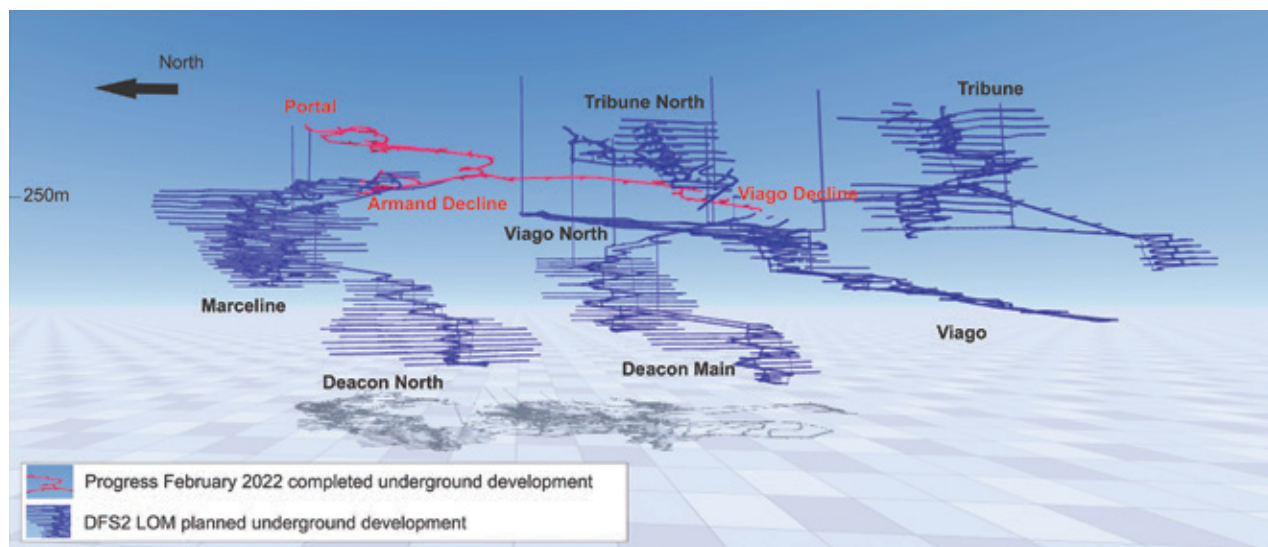 North
Portal
Tribune North
Tribune
250m
Armand Decline
Viago Decline
Viago North
Marceline
Viago
Deacon North
Deacon Main
Progress February 2022 completed underground development
DFS2 LOM planned underground development